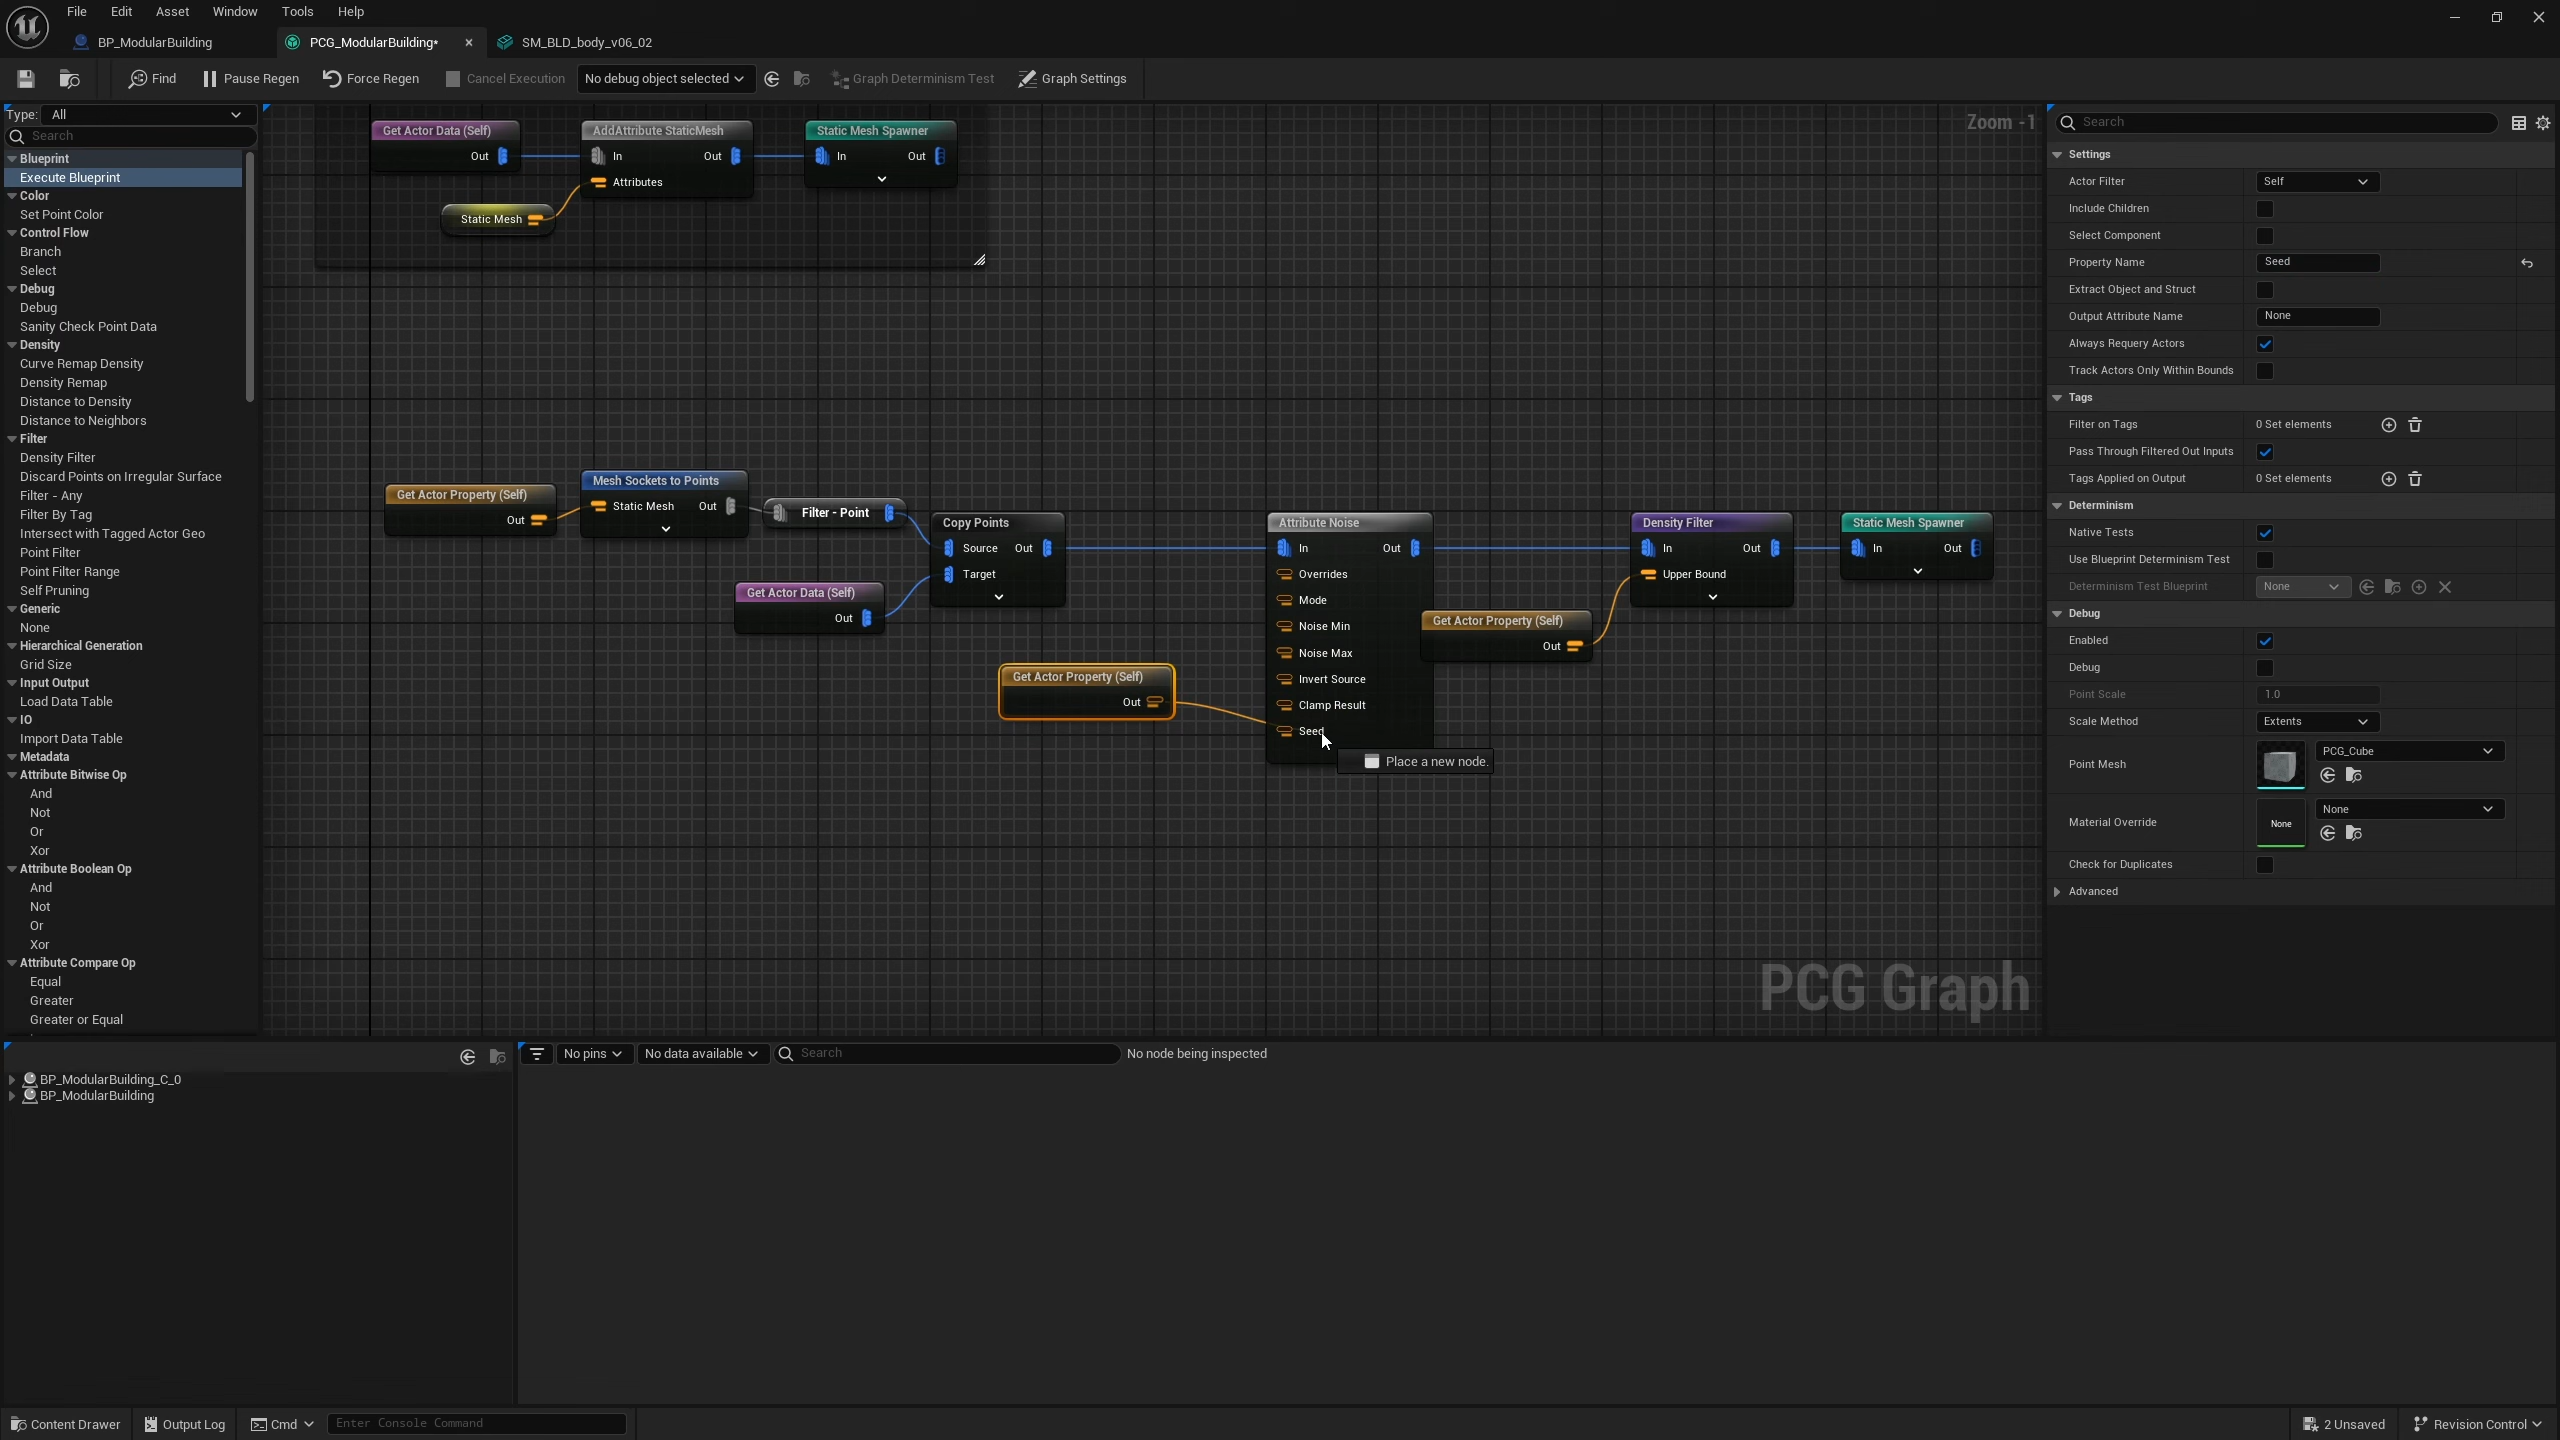 File Edit Asset Window Tools Help
BP_ModularBuilding
PCG_ModularBuilding*
SM_BLD_body_v06_02
Find
Pause Regen
Force Regen
Cancel Execution
No debug object selected
Graph Determinism Test
Graph Settings
Type: All
Search
Blueprint
Execute Blueprint
Color
Set Point Color
Control Flow
Branch
Select
Debug
Debug
Sanity Check Point Data
Density
Curve Remap Density
Density Remap
Distance to Density
Distance to Neighbors
Filter
Density Filter
Discard Points on Irregular Surface
Filter - Any
Filter By Tag
Intersect with Tagged Actor Geo
Point Filter
Point Filter Range
Self Pruning
Generic
None
Hierarchical Generation
Grid Size
Input Output
Load Data Table
IO
Import Data Table
Metadata
Attribute Bitwise Op
And
Not
Or
Xor
Attribute Boolean Op
And
Not
Or
Xor
Attribute Compare Op
Equal
Greater
Greater or Equal
Zoom -1
Get Actor Data (Self)
Out
AddAttribute StaticMesh
In Out
Attributes
Static Mesh Spawner
In Out
Static Mesh
Get Actor Property (Self)
Out
Mesh Sockets to Points
Static Mesh Out
Filter - Point
Copy Points
Source Out
Target
Get Actor Data (Self)
Out
Get Actor Property (Self)
Out
Attribute Noise
In Out
Overrides
Mode
Noise Min
Noise Max
Invert Source
Clamp Result
Seed
Place a new node.
Get Actor Property (Self)
Out
Density Filter
In Out
Upper Bound
Static Mesh Spawner
In Out
PCG Graph
Search
Settings
Actor Filter Self
Include Children
Select Component
Property Name Seed
Extract Object and Struct
Output Attribute Name None
Always Requery Actors
Track Actors Only Within Bounds
Tags
Filter on Tags 0 Set elements
Pass Through Filtered Out Inputs
Tags Applied on Output 0 Set elements
Determinism
Native Tests
Use Blueprint Determinism Test
Determinism Test Blueprint None
Debug
Enabled
Debug
Point Scale 1.0
Scale Method Extents
Point Mesh PCG_Cube
Material Override None None
Check for Duplicates
Advanced
BP_ModularBuilding_C_0
BP_ModularBuilding
No pins
No data available
Search
No node being inspected
Content Drawer
Output Log
Cmd
Enter Console Command
2 Unsaved
Revision Control